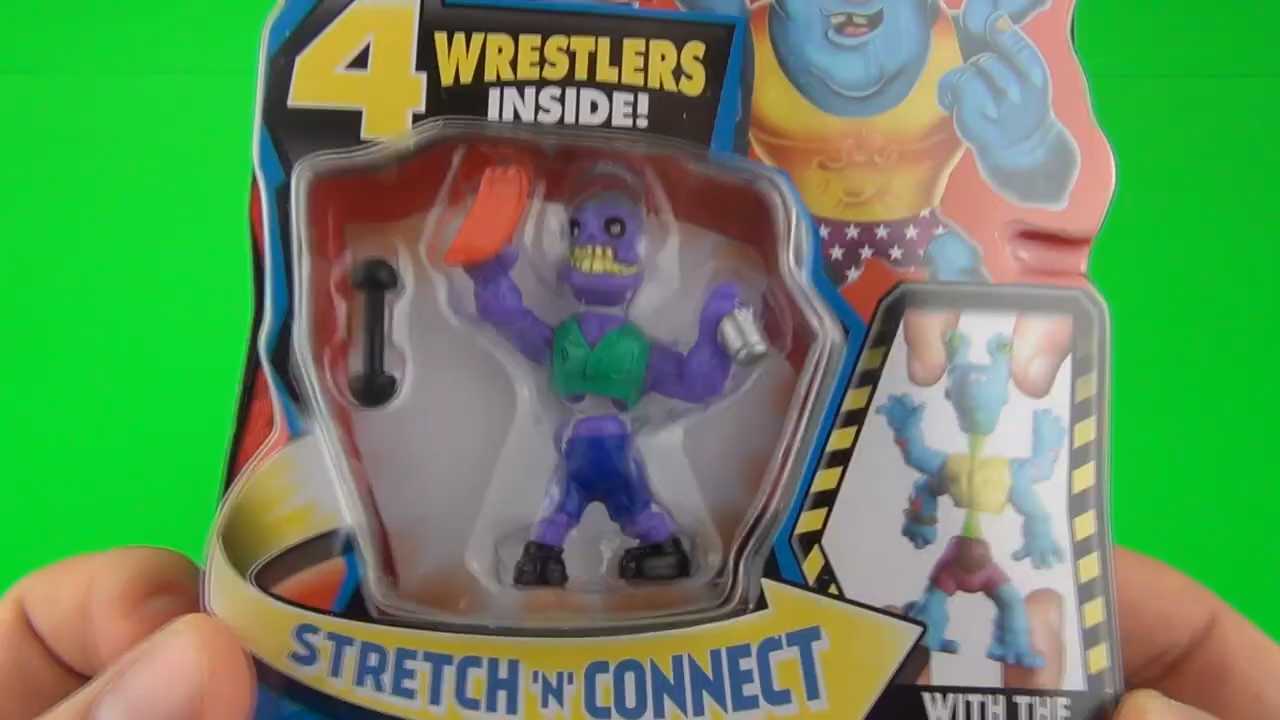 4 WRESTLERS
INSIDE!
STRETCH 'N' CONNECT
WITH THE